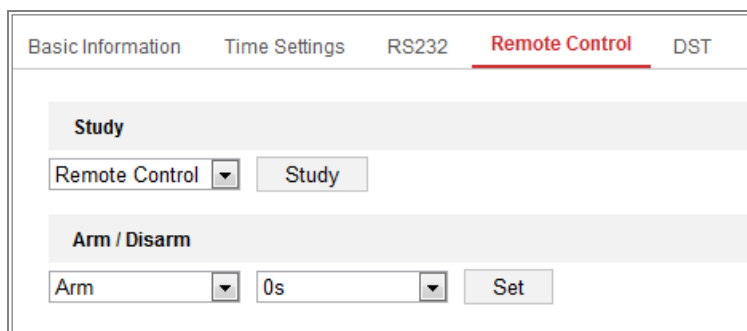 Basic Information Time Settings RS232 Remote Control DST
Study
Remote Control Study
Arm / Disarm
Arm 0s Set